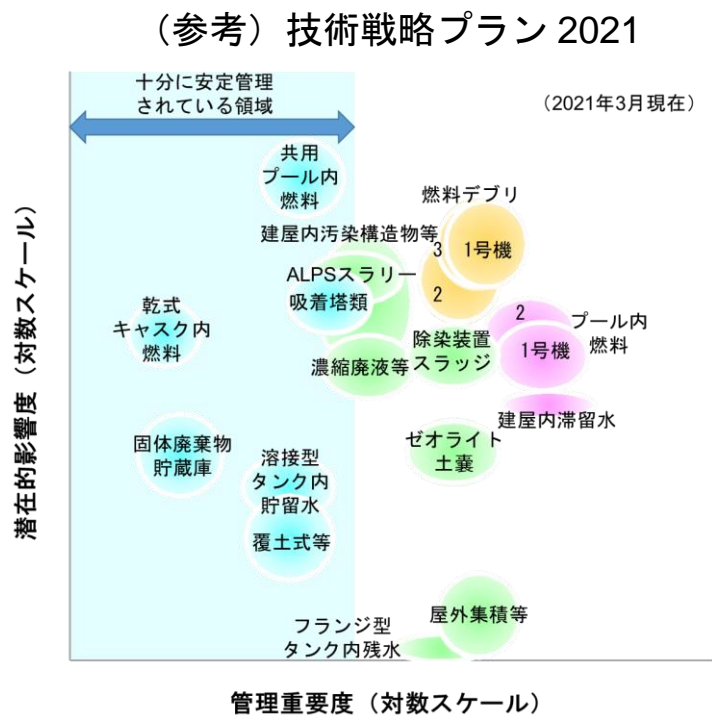 （参考）技術戦略プラン 2021
十分に安定管理
されている領域
（2021年3月現在）
共用
プール内
燃料
燃料デブリ
建屋内汚染構造物等
3
1号機
ALPSスラリー
2
吸着塔類
乾式
キャスク内
燃料
2
プール内
燃料
1号機
除染装置
スラッジ
濃縮廃液等
建屋内滞留水
ゼオライト
土嚢
固体廃棄物
貯蔵庫
溶接型
タンク内
貯留水
覆土式等
屋外集積等
フランジ型
タンク内残水
潜在的影響度（対数スケール）
管理重要度（対数スケール）